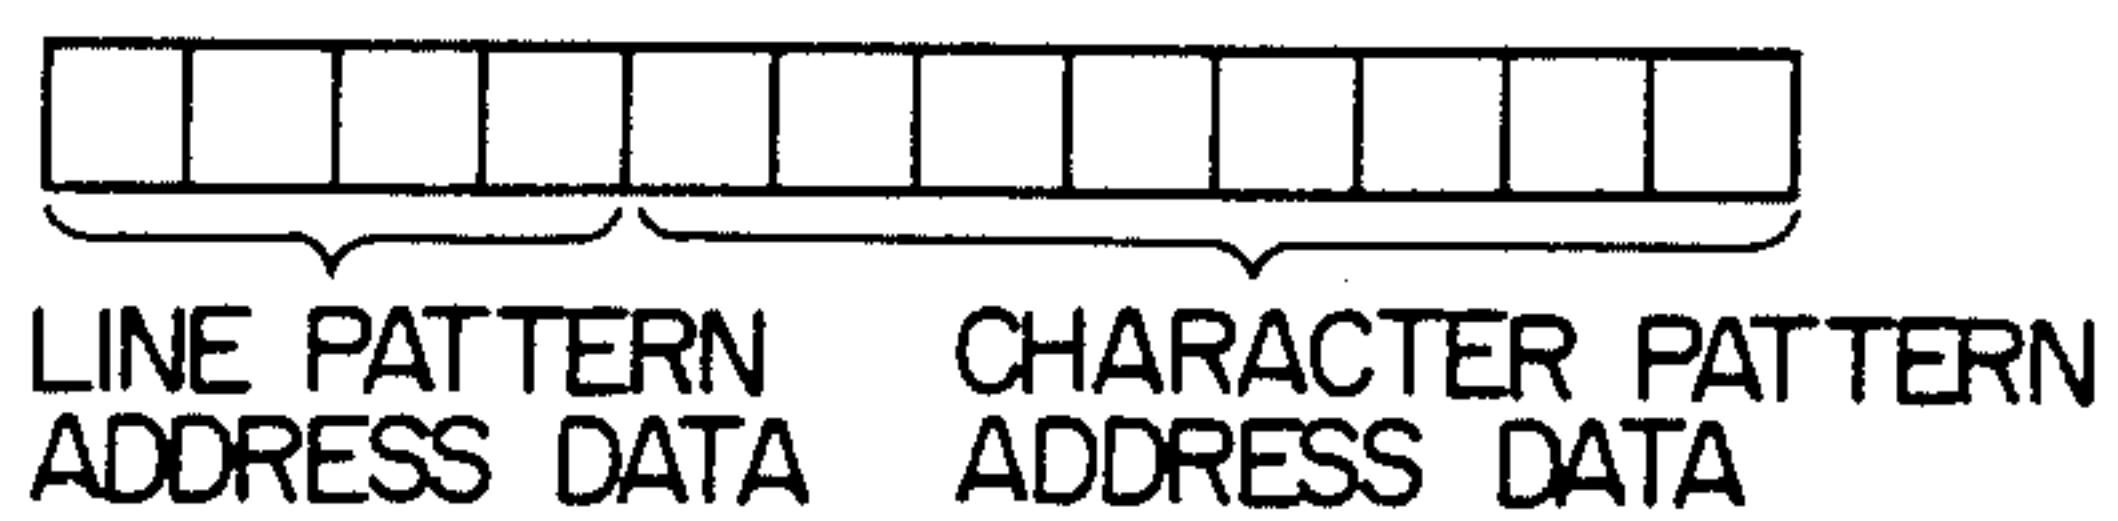 LINE PATTERN
ADDRESS DATA
CHARACTER PATTERN
ADDRESS DATA